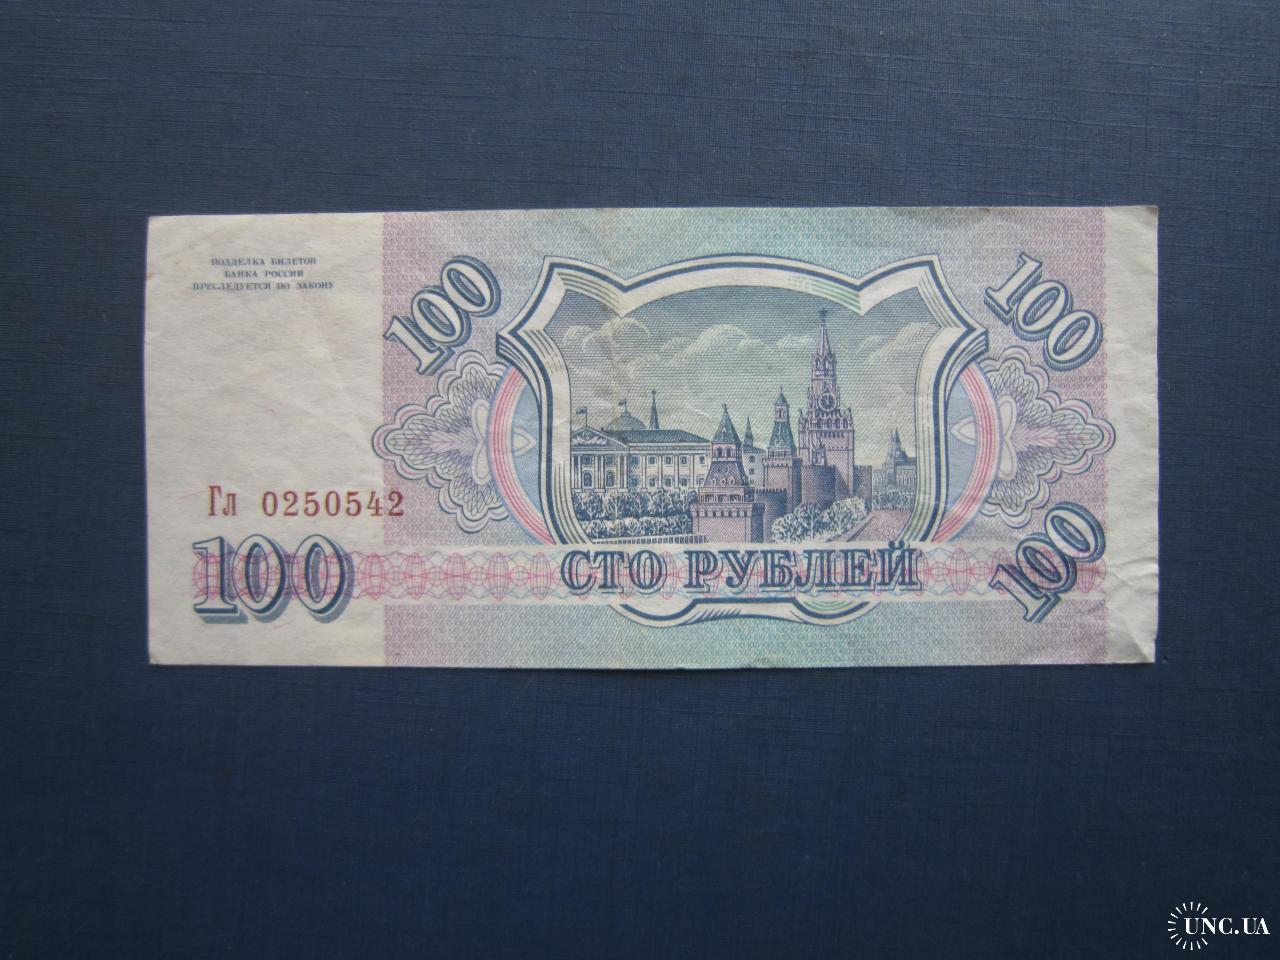 ПОДДЕЛКА БИЛЕТОВ
БАНКА РОССИИ
ПРЕСЛЕДУЕТСЯ ПО ЗАКОНУ
100
100
Гл 0250542
100
СТО РУБЛЕЙ
100
UNC.UA